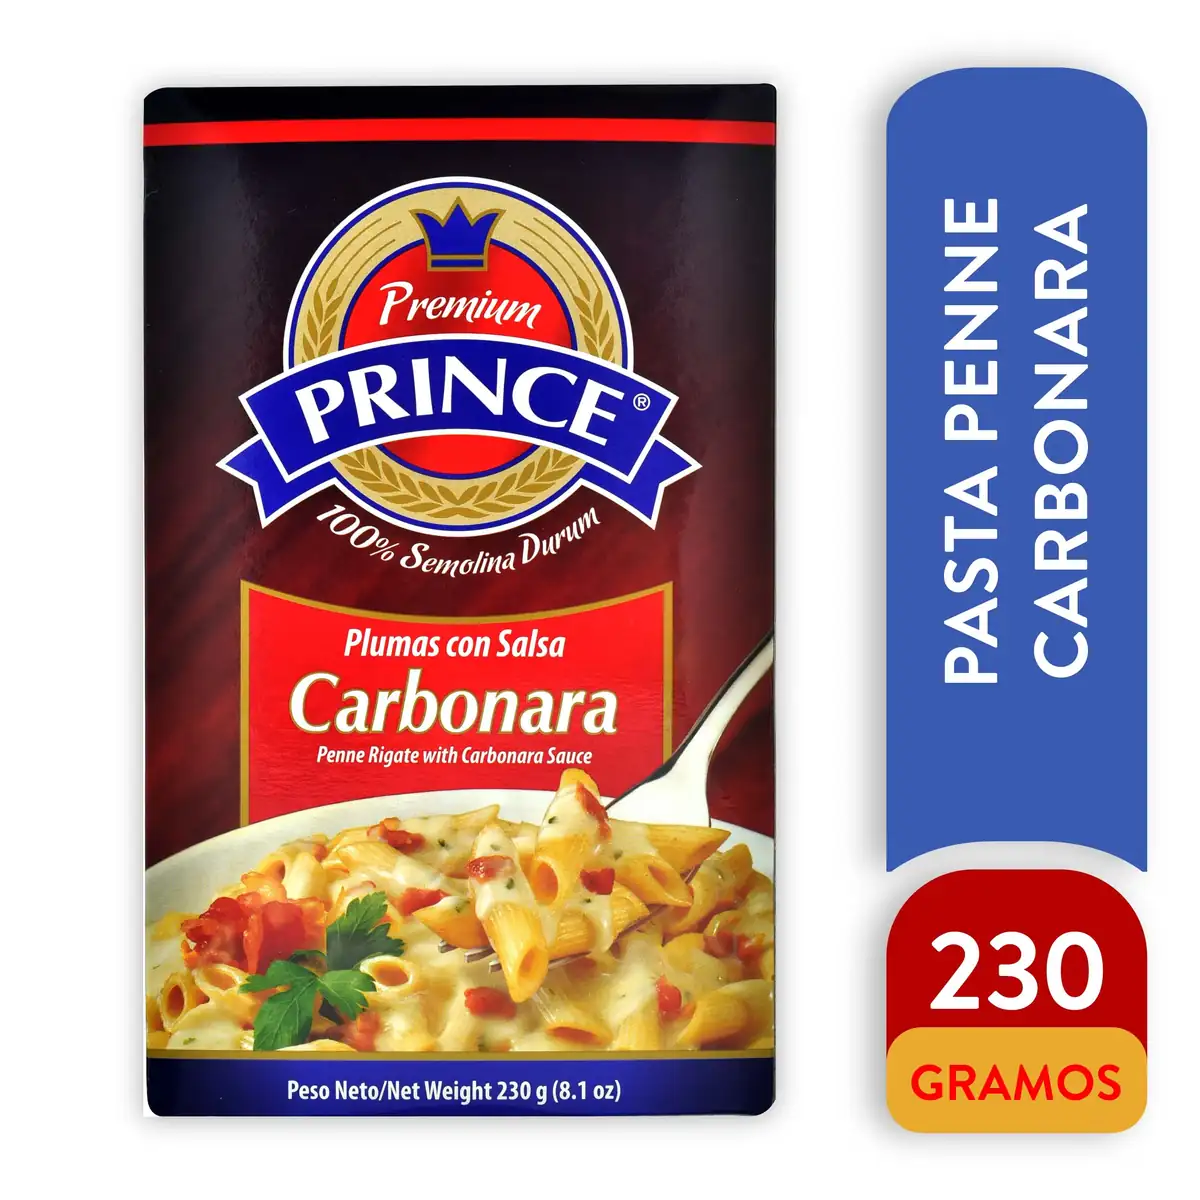 Premium
PRINCE®
100% Semolina Durum
Plumas con Salsa
Carbonara
Penne Rigate with Carbonara Sauce
Peso Neto/Net Weight 230 g (8.1 oz)
PASTA PENNE
CARBONARA
230
GRAMOS